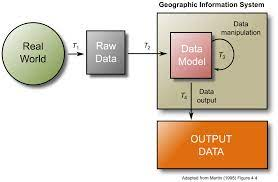 Geographic Information System
Real
World
T1
Raw
Data
T2
Data
Model
Data
manipulation
T3
T4
Data
output
OUTPUT
DATA
Adapted from Martin (1996) Figure 4.4